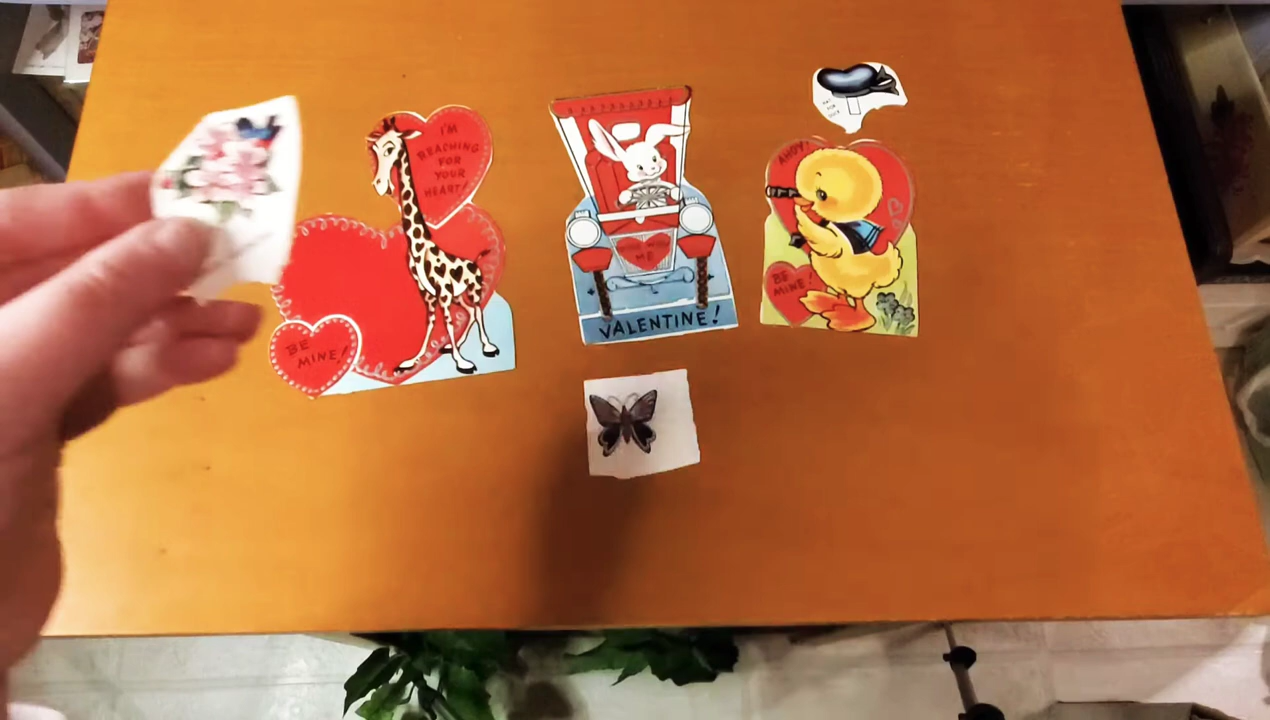 I'M
REACHING
FOR
YOUR
HEART!
BE
MINE!
ME
VALENTINE!
AHOY!
BE
MINE!